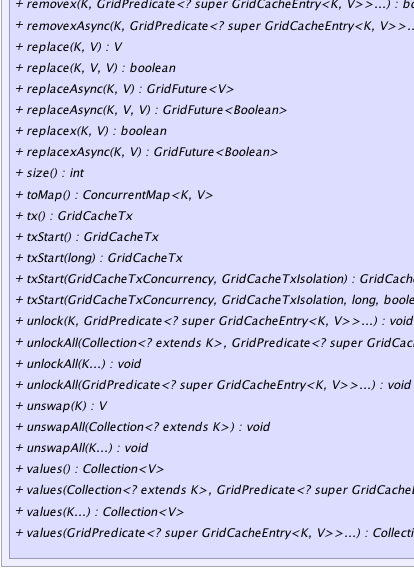 + removex(K, GridPredicate<? super GridCacheEntry<K, V>>...) : bo
+ removexAsync(K, GridPredicate<? super GridCacheEntry<K, V>>...
+ replace(K, V) : V
+ replace(K, V, V) : boolean
+ replaceAsync(K, V) : GridFuture<V>
+ replaceAsync(K, V, V) : GridFuture<Boolean>
+ replacex(K, V) : boolean
+ replacexAsync(K, V) : GridFuture<Boolean>
+ size() : int
+ toMap() : ConcurrentMap<K, V>
+ tx() : GridCacheTx
+ txStart() : GridCacheTx
+ txStart(long) : GridCacheTx
+ txStart(GridCacheTxConcurrency, GridCacheTxIsolation) : GridCache
+ txStart(GridCacheTxConcurrency, GridCacheTxIsolation, long, boole
+ unlock(K, GridPredicate<? super GridCacheEntry<K, V>>...) : void
+ unlockAll(Collection<? extends K>, GridPredicate<? super GridCac
+ unlockAll(K...) : void
+ unlockAll(GridPredicate<? super GridCacheEntry<K, V>>...) : void
+ unswap(K) : V
+ unswapAll(Collection<? extends K>) : void
+ unswapAll(K...) : void
+ values() : Collection<V>
+ values(Collection<? extends K>, GridPredicate<? super GridCacheE
+ values(K...) : Collection<V>
+ values(GridPredicate<? super GridCacheEntry<K, V>>...) : Collecti